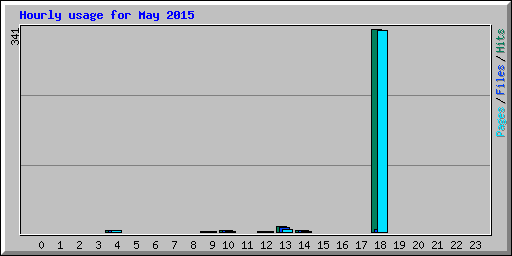 Hourly usage for May 2015
341
Pages/Files/Hits
0 1 2 3 4 5 6 7 8 9 10 11 12 13 14 15 16 17 18 19 20 21 22 23